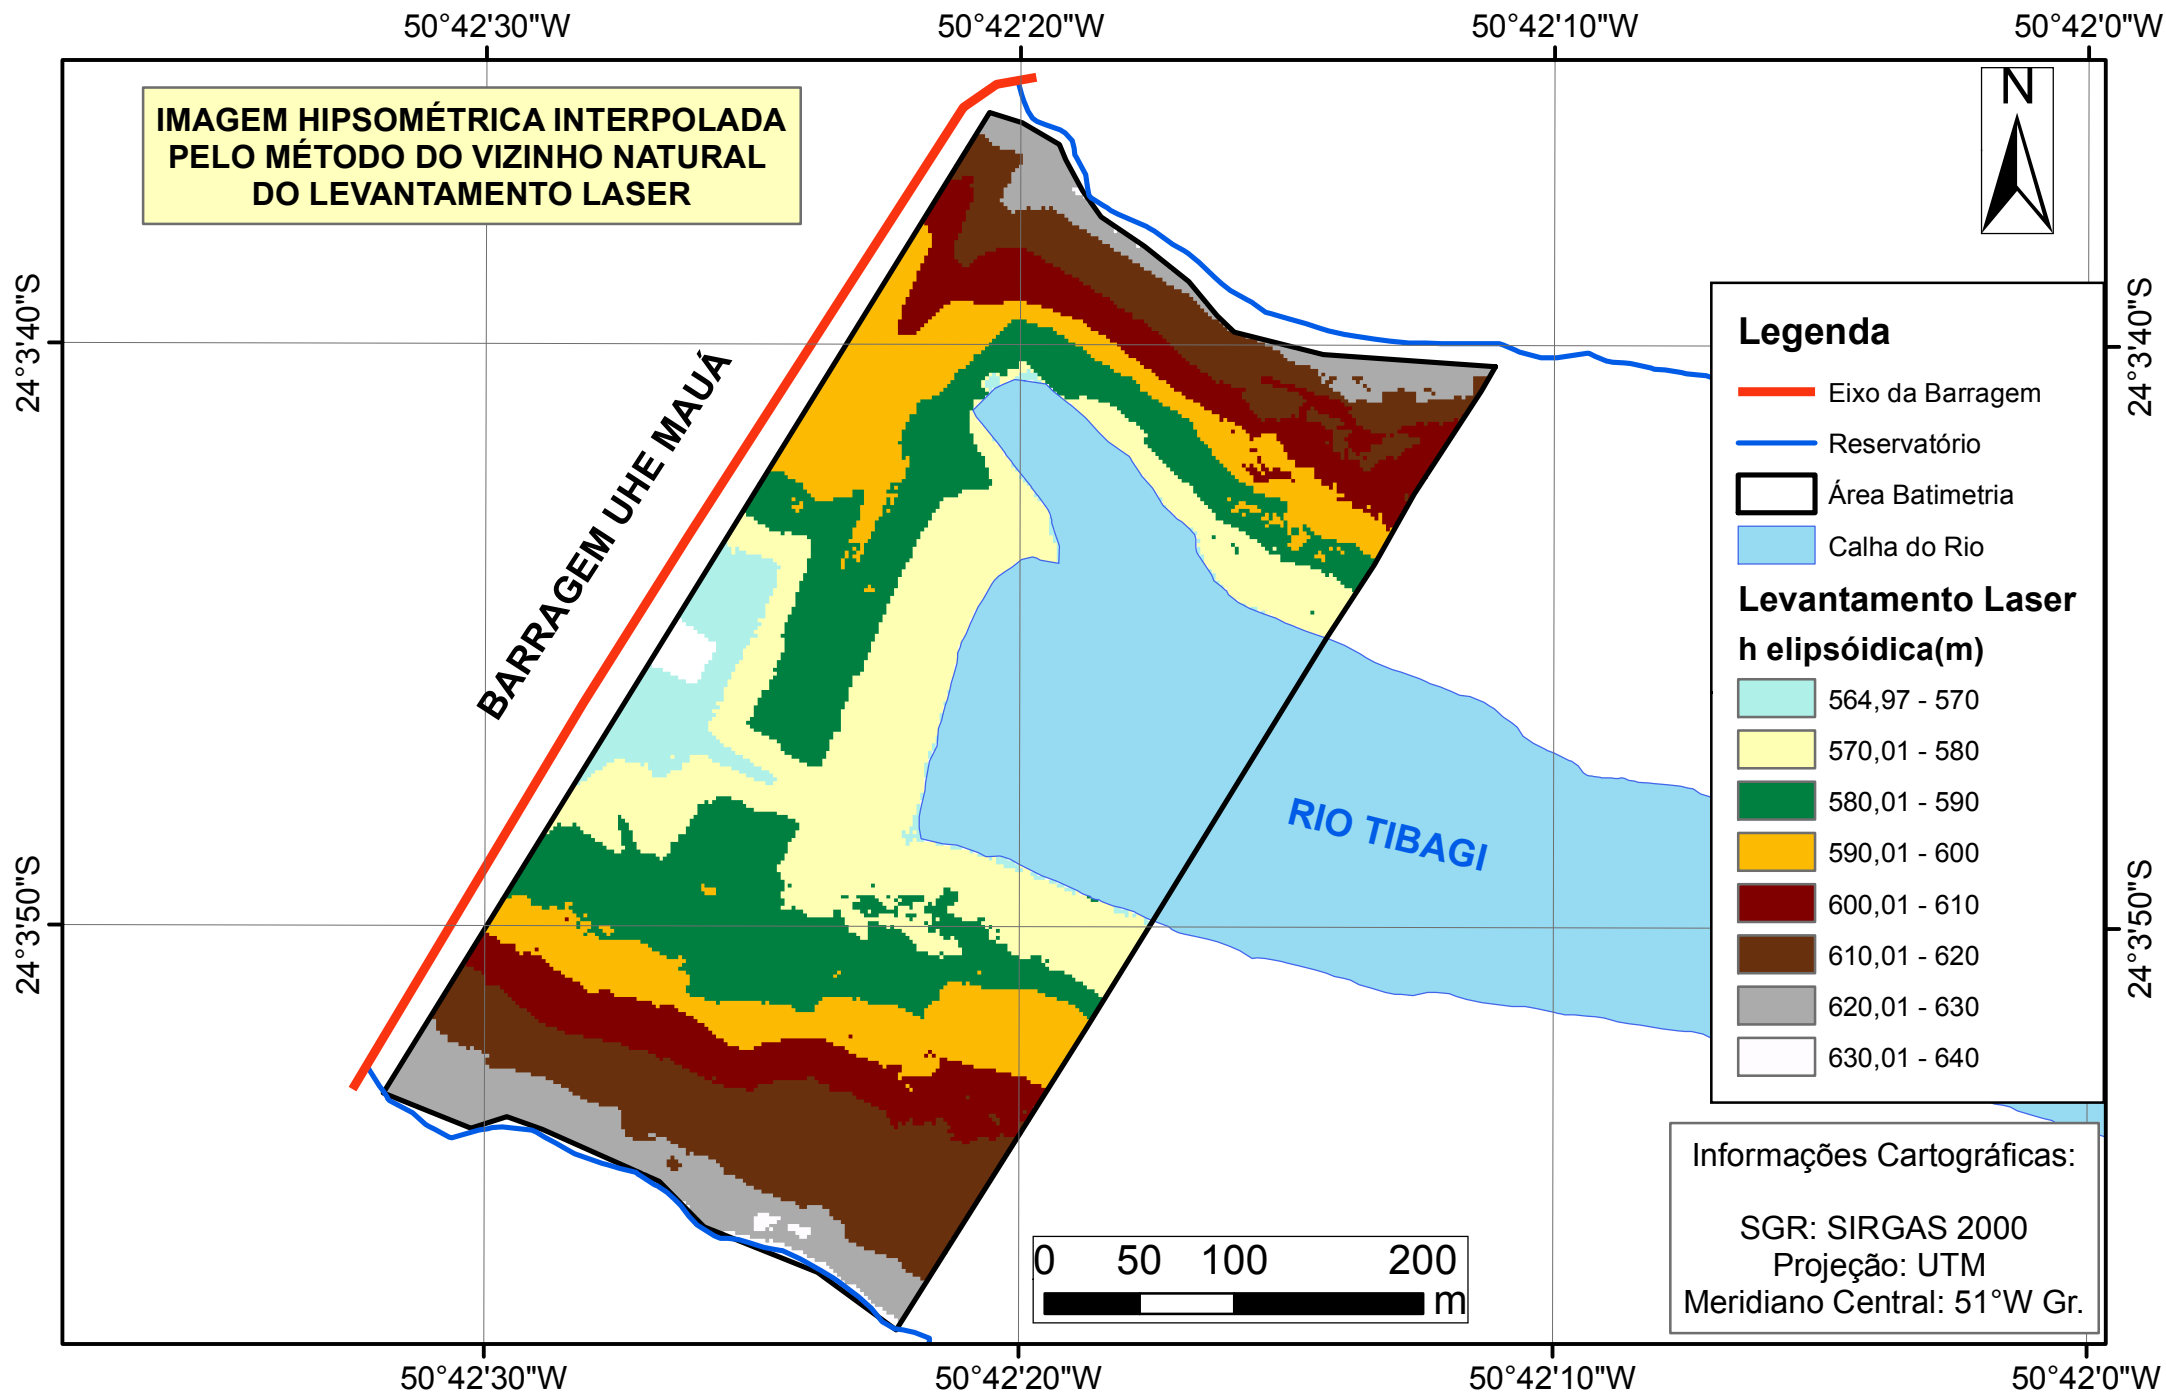 50°42'30"W
50°42'20"W
50°42'10"W
50°42'0"W
IMAGEM HIPSOMÉTRICA INTERPOLADA
PELO MÉTODO DO VIZINHO NATURAL
DO LEVANTAMENTO LASER
N
24°3'40"S
24°3'40"S
BARRAGEM UHE MAUÁ
Legenda
Eixo da Barragem
Reservatório
Área Batimetria
Calha do Rio
Levantamento Laser
h elipsóidica(m)
564,97 - 570
570,01 - 580
580,01 - 590
590,01 - 600
600,01 - 610
610,01 - 620
620,01 - 630
630,01 - 640
RIO TIBAGI
24°3'50"S
24°3'50"S
Informações Cartográficas:
SGR: SIRGAS 2000
Projeção: UTM
Meridiano Central: 51°W Gr.
0 50 100 200
m
50°42'30"W
50°42'20"W
50°42'10"W
50°42'0"W